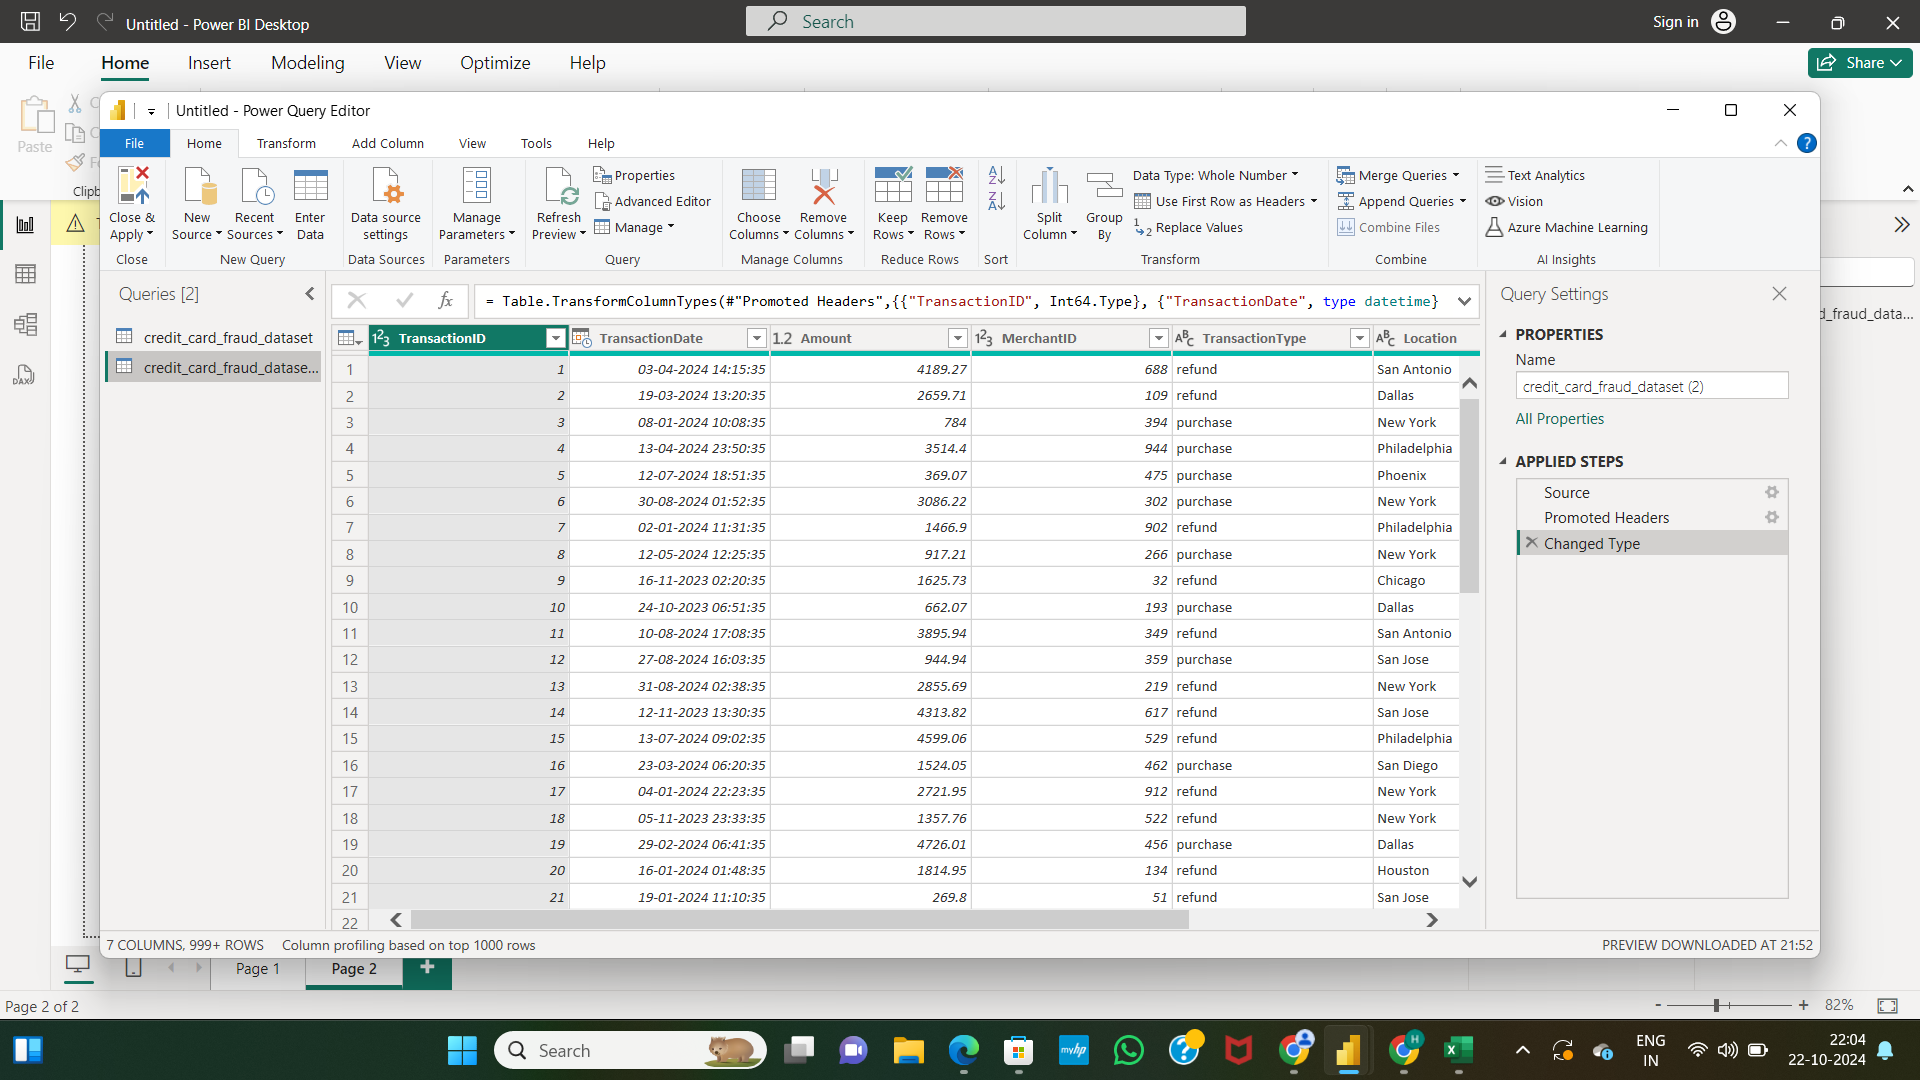 Untitled - Power BI Desktop
Search
Sign in
File Home Insert Modeling View Optimize Help
Share
Paste
Clipb
Untitled - Power Query Editor
File Home Transform Add Column View Tools Help
Close & Apply
New Source
Recent Sources
Enter Data
Data source settings
Manage Parameters
Refresh Preview
Properties
Advanced Editor
Manage
Choose Columns
Remove Columns
Keep Rows
Remove Rows
Split Column
Group By
Data Type: Whole Number
Use First Row as Headers
Replace Values
Merge Queries
Append Queries
Combine Files
Text Analytics
Vision
Azure Machine Learning
Close New Query Data Sources Parameters Query Manage Columns Reduce Rows Sort Transform Combine AI Insights
Queries [2]
credit_card_fraud_dataset
credit_card_fraud_datase...
= Table.TransformColumnTypes(#"Promoted Headers",{{"TransactionID", Int64.Type}, {"TransactionDate", type datetime}
TransactionID TransactionDate 1.2 Amount MerchantID TransactionType Location
1 1 03-04-2024 14:15:35 4189.27 688 refund San Antonio
2 2 19-03-2024 13:20:35 2659.71 109 refund Dallas
3 3 08-01-2024 10:08:35 784 394 purchase New York
4 4 13-04-2024 23:50:35 3514.4 944 purchase Philadelphia
5 5 12-07-2024 18:51:35 369.07 475 purchase Phoenix
6 6 30-08-2024 01:52:35 3086.22 302 purchase New York
7 7 02-01-2024 11:31:35 1466.9 902 refund Philadelphia
8 8 12-05-2024 12:25:35 917.21 266 purchase New York
9 9 16-11-2023 02:20:35 1625.73 32 refund Chicago
10 10 24-10-2023 06:51:35 662.07 193 purchase Dallas
11 11 10-08-2024 17:08:35 3895.94 349 refund San Antonio
12 12 27-08-2024 16:03:35 944.94 359 purchase San Jose
13 13 31-08-2024 02:38:35 2855.69 219 refund New York
14 14 12-11-2023 13:30:35 4313.82 617 refund San Jose
15 15 13-07-2024 09:02:35 4599.06 529 refund Philadelphia
16 16 23-03-2024 06:20:35 1524.05 462 purchase San Diego
17 17 04-01-2024 22:23:35 2721.95 912 refund New York
18 18 05-11-2023 23:33:35 1357.76 522 refund New York
19 19 29-02-2024 06:41:35 4726.01 456 purchase Dallas
20 20 16-01-2024 01:48:35 1814.95 134 refund Houston
21 21 19-01-2024 11:10:35 269.8 51 refund San Jose
22
Query Settings
PROPERTIES
Name
credit_card_fraud_dataset (2)
All Properties
APPLIED STEPS
Source
Promoted Headers
Changed Type
d_fraud_data...
7 COLUMNS, 999+ ROWS Column profiling based on top 1000 rows
PREVIEW DOWNLOADED AT 21:52
Page 1 Page 2
Page 2 of 2
82%
Search
myhp
ENG IN
22:04
22-10-2024